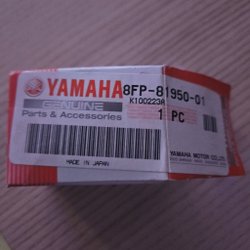 YAMAHA
GENUINE
Parts & Accessories
8FP-81950-01
K100223A
1 PC
MADE IN JAPAN
YAMAHA MOTOR CO., LTD.